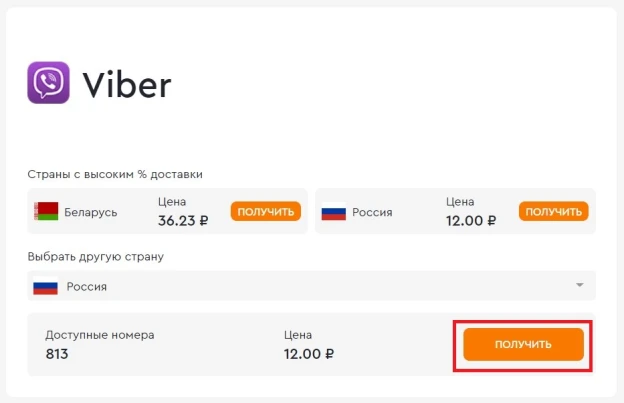 Viber
Страны с высоким % доставки
Беларусь
Цена
36.23 ₽
ПОЛУЧИТЬ
Россия
Цена
12.00 ₽
ПОЛУЧИТЬ
Выбрать другую страну
Россия
Доступные номера
813
Цена
12.00 ₽
ПОЛУЧИТЬ